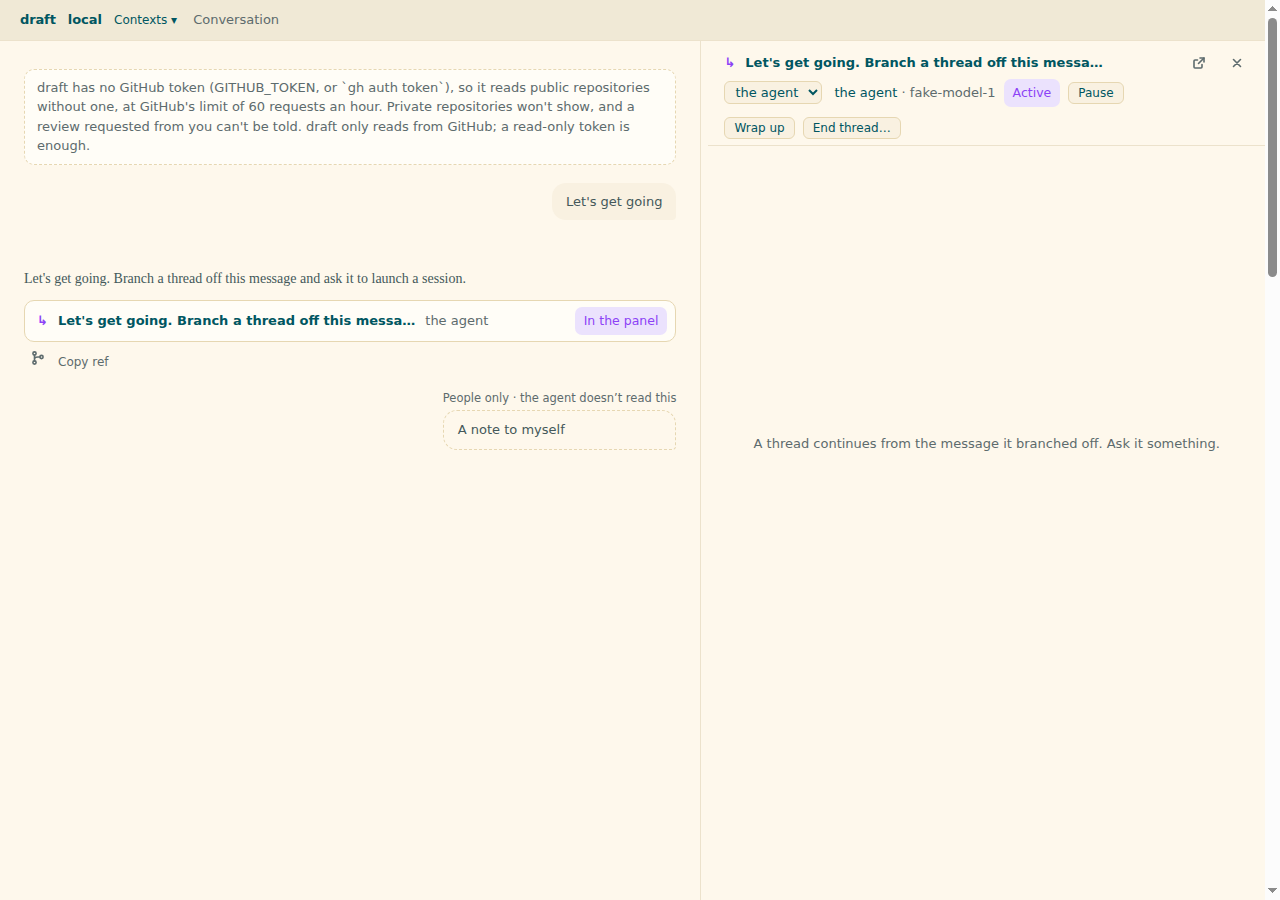 draft local Contexts ▾ Conversation
draft has no GitHub token (GITHUB_TOKEN, or `gh auth token`), so it reads public repositories
without one, at GitHub's limit of 60 requests an hour. Private repositories won't show, and a
review requested from you can't be told. draft only reads from GitHub; a read-only token is
enough.
Let's get going
Let's get going. Branch a thread off this message and ask it to launch a session.
↳ Let's get going. Branch a thread off this messa… the agent In the panel
Copy ref
People only · the agent doesn’t read this
A note to myself
↳ Let's get going. Branch a thread off this messa…
the agent the agent · fake-model-1 Active Pause
Wrap up End thread…
A thread continues from the message it branched off. Ask it something.